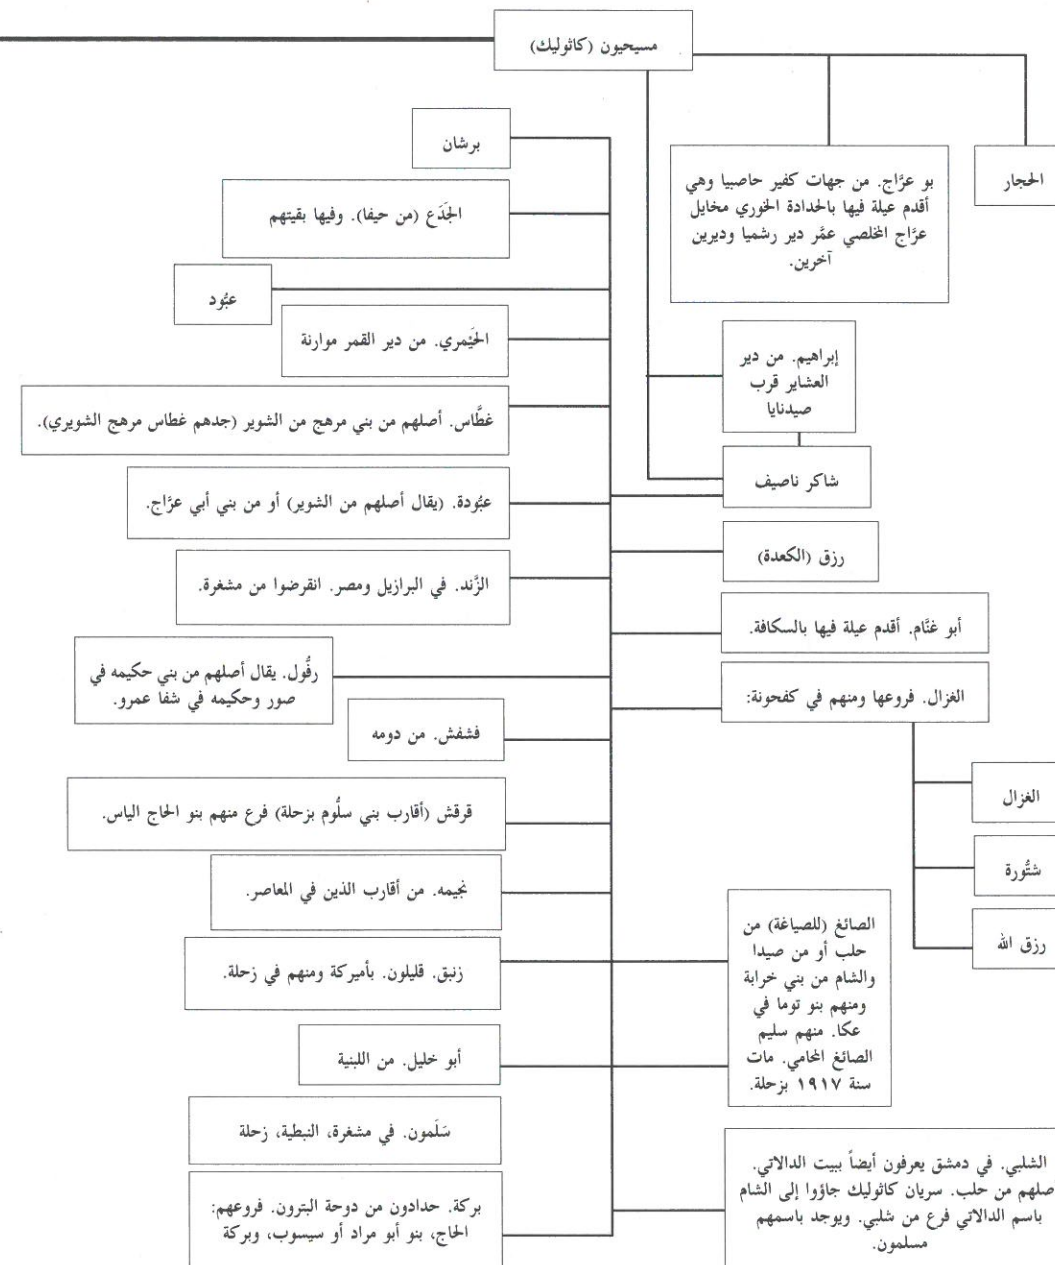 مسيحيون (كاثوليك)
الحجار
بو عرَّاج. من جهات كفير حاصبيا وهي
أقدم عيلة فيها بالحدادة الخوري مخايل
عرَّاج المخلصي عمَّر دير رشميا وديرين
آخرين.
إبراهيم. من دير
العشاير قرب
صيدنايا
شاكر ناصيف
رزق (الكعدة)
أبو غنَّام. أقدم عيلة فيها بالسكافة.
الغزال. فروعها ومنهم في كفحونة:
الغزال
شتُّورة
رزق الله
الصائغ (للصياغة) من
حلب أو من صيدا
والشام من بني خرابة
ومنهم بنو توما في
عكا. منهم سليم
الصائغ المحامي. مات
سنة ١٩١٧ بزحلة.
الشلبي. في دمشق يعرفون أيضاً ببيت الدالاتي.
صلهم من حلب. سريان كاثوليك جاؤوا إلى الشام
باسم الدالاتي فرع من شلبي. ويوجد باسمهم
مسلمون.
برشان
الجَدَع (من حيفا). وفيها بقيتهم
عبُّود
الحَيْمري. من دير القمر موارنة
غطَّاس. أصلهم من بني مرهج من الشوير (جدهم غطاس مرهج الشويري).
عبُّودة. (يقال أصلهم من الشوير) أو من بني أبي عرَّاج.
الرَّند. في البرازيل ومصر. انقرضوا من مشغرة.
رفُّول. يقال أصلهم من بني حكيمه في
صور وحكيمه في شفا عمرو.
فشفش. من دومه
قرقش (أقارب بني سلُّوم بزحلة) فرع منهم بنو الحاج الياس.
نجيمه. من أقارب الذين في المعاصر.
زنبق. قليلون. بأميركة ومنهم في زحلة.
أبو خليل. من اللبنية
سَلَمون. في مشغرة، النبطية، زحلة
بركة. حدادون من دوحة البترون. فروعهم:
الحاج، بنو أبو مراد أو سيسوب، وبركة